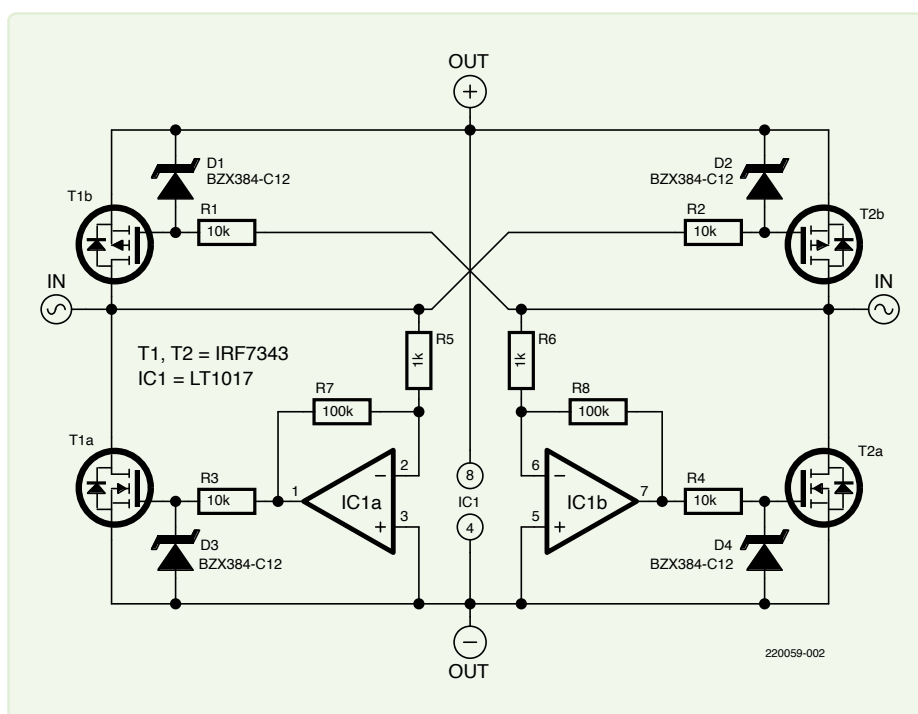 OUT
+
D1
BZX384-C12
D2
BZX384-C12
T1b
R1
10k
R2
10k
T2b
IN
IN
T1, T2 = IRF7343
IC1 = LT1017
R5
1k
R6
1k
R7
100k
R8
100k
T1a
R3
10k
1
IC1a
2
−
3
+
8
IC1
4
6
−
5
+
IC1b
7
R4
10k
T2a
D3
BZX384-C12
D4
BZX384-C12
−
OUT
220059-002